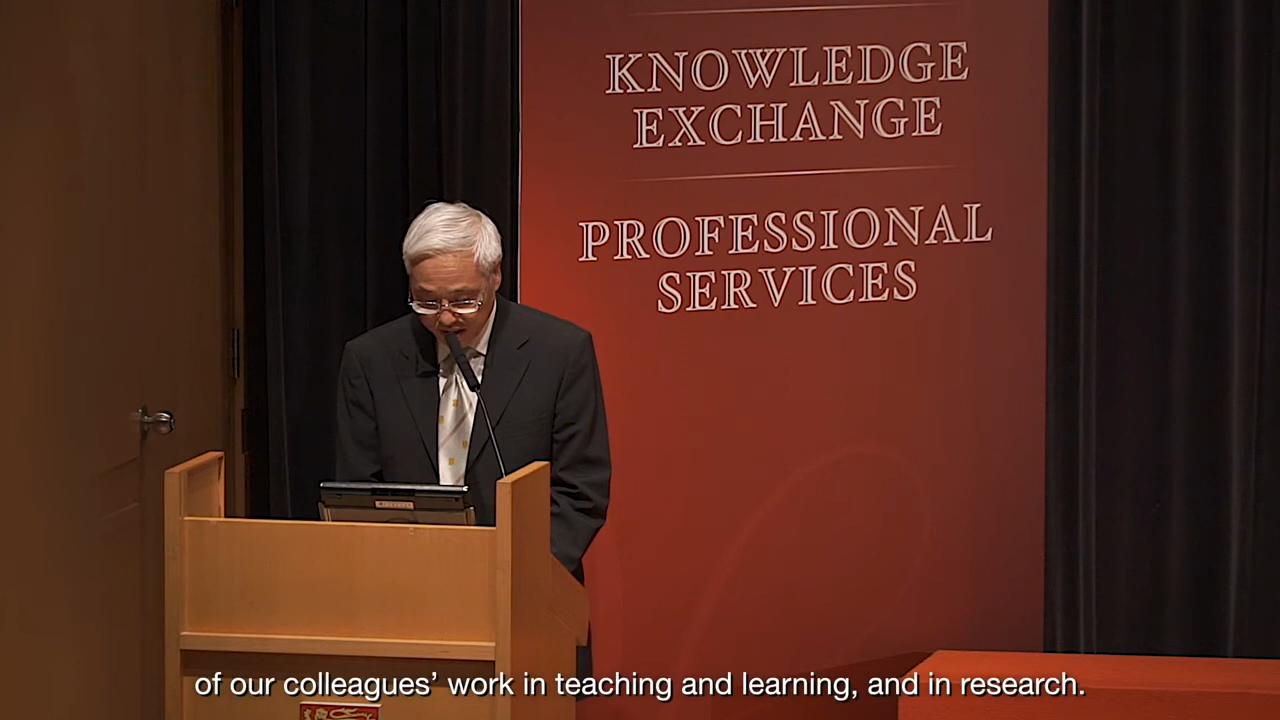 KNOWLEDGE
EXCHANGE
PROFESSIONAL
SERVICES
of our colleagues’ work in teaching and learning, and in research.